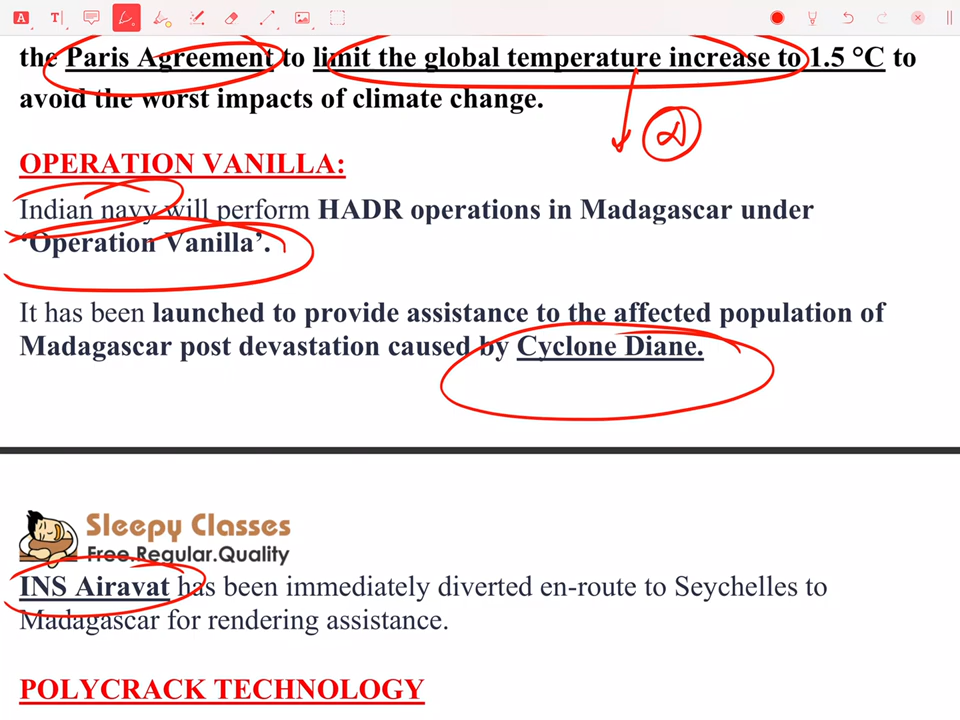 the Paris Agreement to limit the global temperature increase to 1.5 °C to
avoid the worst impacts of climate change.
OPERATION VANILLA:
Indian navy will perform HADR operations in Madagascar under
‘Operation Vanilla’.
It has been launched to provide assistance to the affected population of
Madagascar post devastation caused by Cyclone Diane.
Sleepy Classes
Free.Regular.Quality
INS Airavat has been immediately diverted en-route to Seychelles to
Madagascar for rendering assistance.
POLYCRACK TECHNOLOGY